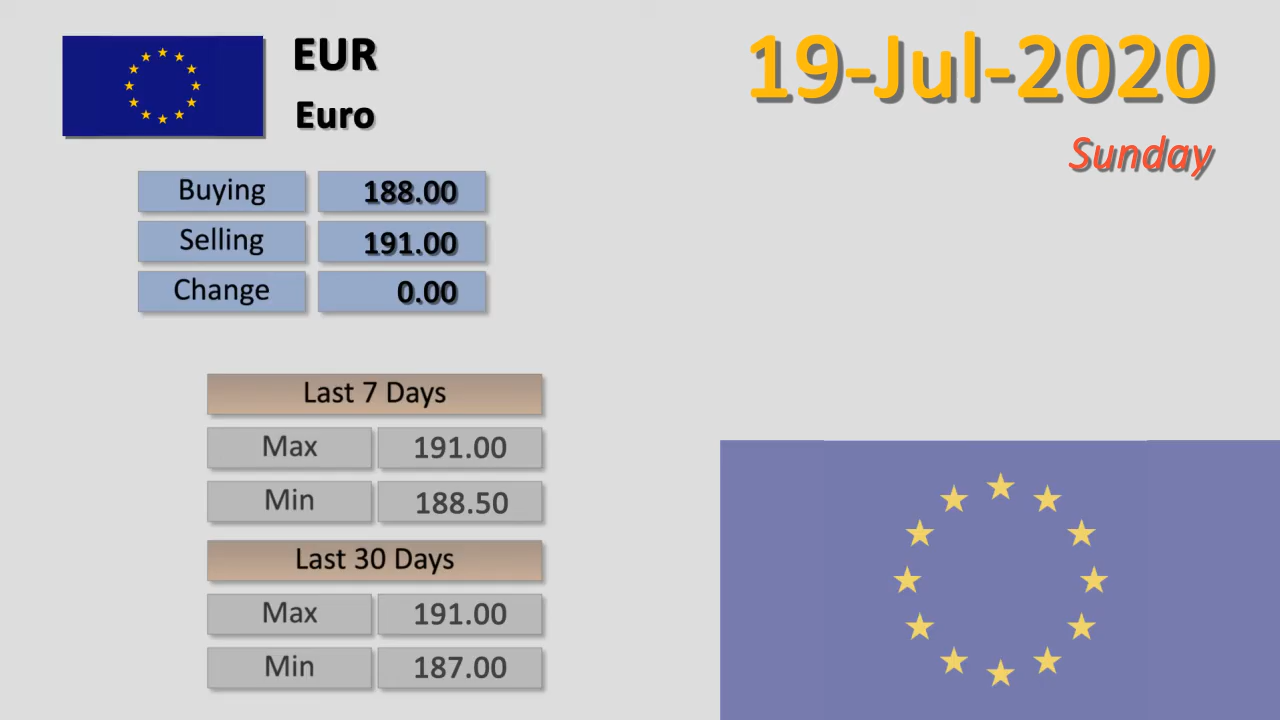 EUR
Euro
19-Jul-2020
Sunday
Buying 188.00
Selling 191.00
Change 0.00
Last 7 Days
Max 191.00
Min 188.50
Last 30 Days
Max 191.00
Min 187.00